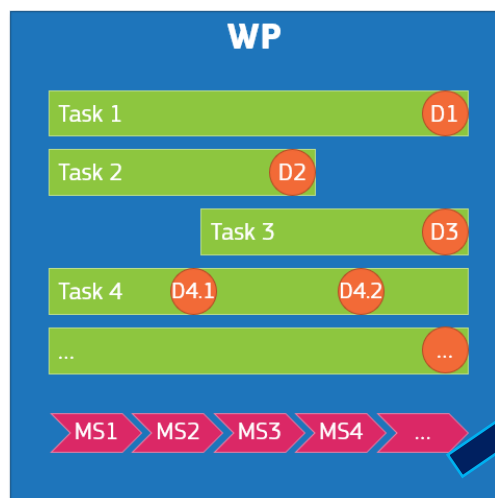 WP
Task 1 D1
Task 2 D2
Task 3 D3
Task 4 D4.1 D4.2
... ...
MS1 MS2 MS3 MS4 ...